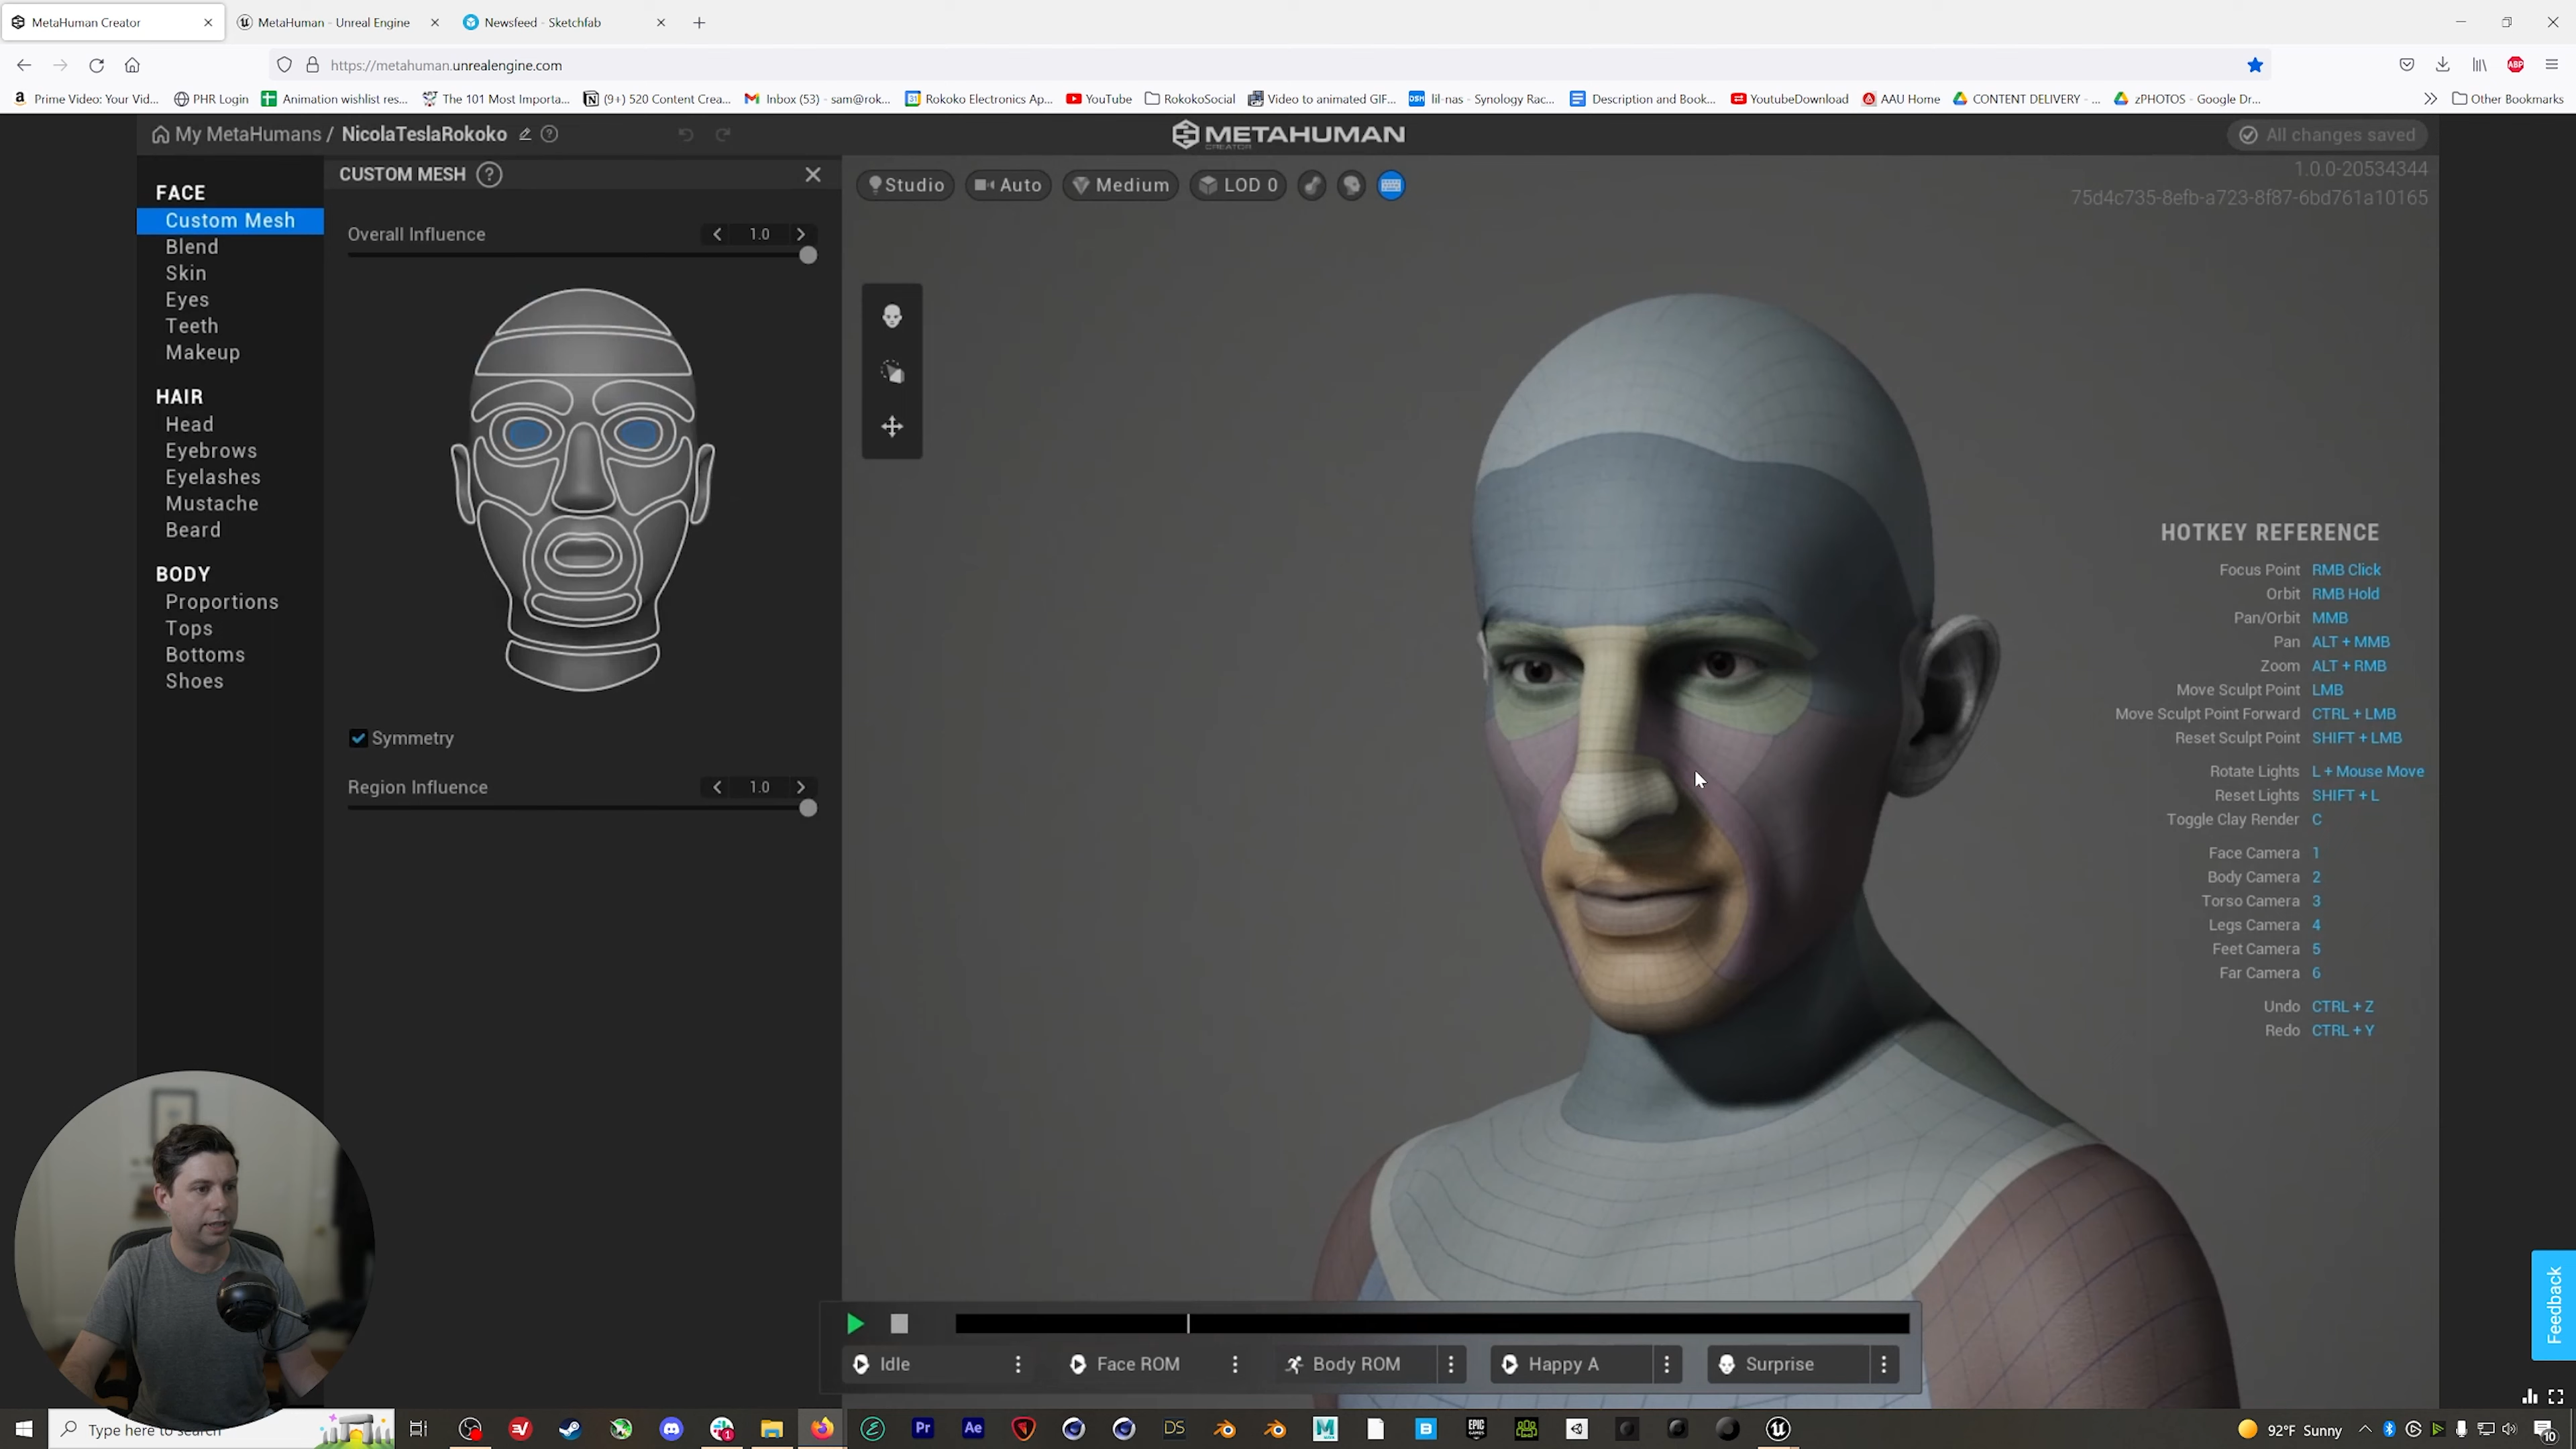 MetaHuman Creator
MetaHuman - Unreal Engine
Newsfeed - Sketchfab
https://metahuman.unrealengine.com
ABP
Prime Video: Your Vid...
PHR Login
Animation wishlist res...
The 101 Most Importa...
(9+) 520 Content Crea...
Inbox (53) - sam@rok...
Rokoko Electronics Ap...
YouTube
RokokoSocial
Video to animated GIF...
lil-nas - Synology Rac...
Description and Book...
YoutubeDownload
AAU Home
CONTENT DELIVERY - ...
zPHOTOS - Google Dr...
Other Bookmarks
My MetaHumans / NicolaTeslaRokoko
METAHUMAN
CREATOR
All changes saved
1.0.0-20534344
75d4c735-8efb-a723-8f87-6bd761a10165
FACE
Custom Mesh
Blend
Skin
Eyes
Teeth
Makeup
HAIR
Head
Eyebrows
Eyelashes
Mustache
Beard
BODY
Proportions
Tops
Bottoms
Shoes
CUSTOM MESH ?
Overall Influence 1.0
Symmetry
Region Influence 1.0
Studio
Auto
Medium
LOD 0
HOTKEY REFERENCE
Focus Point RMB Click
Orbit RMB Hold
Pan/Orbit MMB
Pan ALT + MMB
Zoom ALT + RMB
Move Sculpt Point LMB
Move Sculpt Point Forward CTRL + LMB
Reset Sculpt Point SHIFT + LMB
Rotate Lights L + Mouse Move
Reset Lights SHIFT + L
Toggle Clay Render C
Face Camera 1
Body Camera 2
Torso Camera 3
Legs Camera 4
Feet Camera 5
Far Camera 6
Undo CTRL + Z
Redo CTRL + Y
Feedback
Idle
Face ROM
Body ROM
Happy A
Surprise
Type here to search
Pr
Ae
DS
M
B
EPIC GAMES
92°F Sunny
10